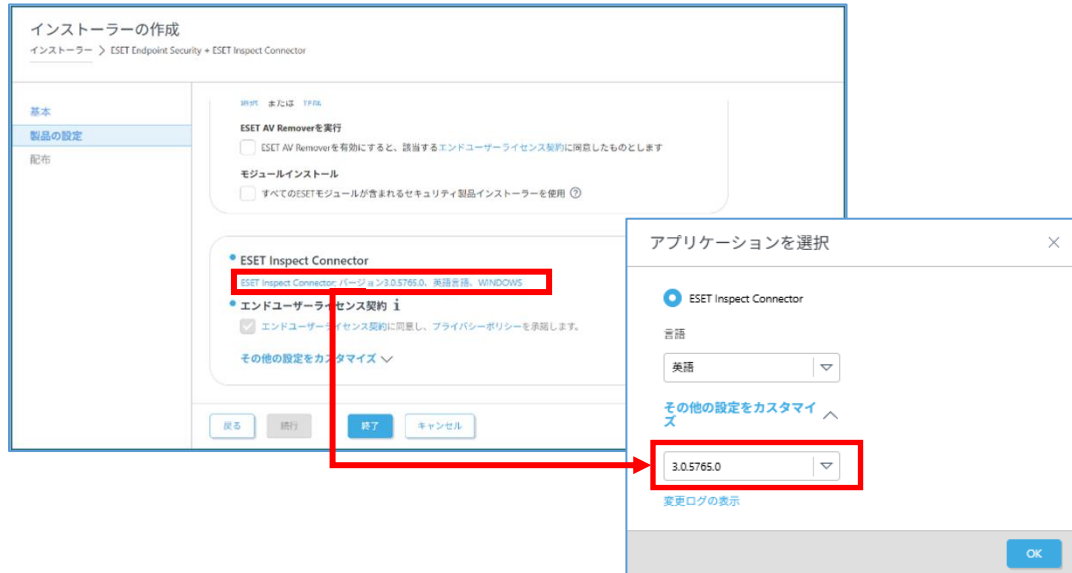 インストーラーの作成
インストーラー > ESET Endpoint Security + ESET Inspect Connector
基本
製品の設定
配布
選択 または 作成
ESET AV Removerを実行
ESET AV Removerを有効にすると、該当するエンドユーザーライセンス契約に同意したものとします
モジュールインストール
すべてのESETモジュールが含まれるセキュリティ製品インストーラーを使用 ?
ESET Inspect Connector
ESET Inspect Connector: バージョン3.0.5765.0、英語言語、WINDOWS
エンドユーザーライセンス契約 i
エンドユーザーライセンス契約に同意し、プライバシーポリシーを承諾します。
その他の設定をカスタマイズ
戻る
続行
終了
キャンセル
アプリケーションを選択
ESET Inspect Connector
言語
英語
その他の設定をカスタマイ
ズ
3.0.5765.0
変更ログの表示
OK